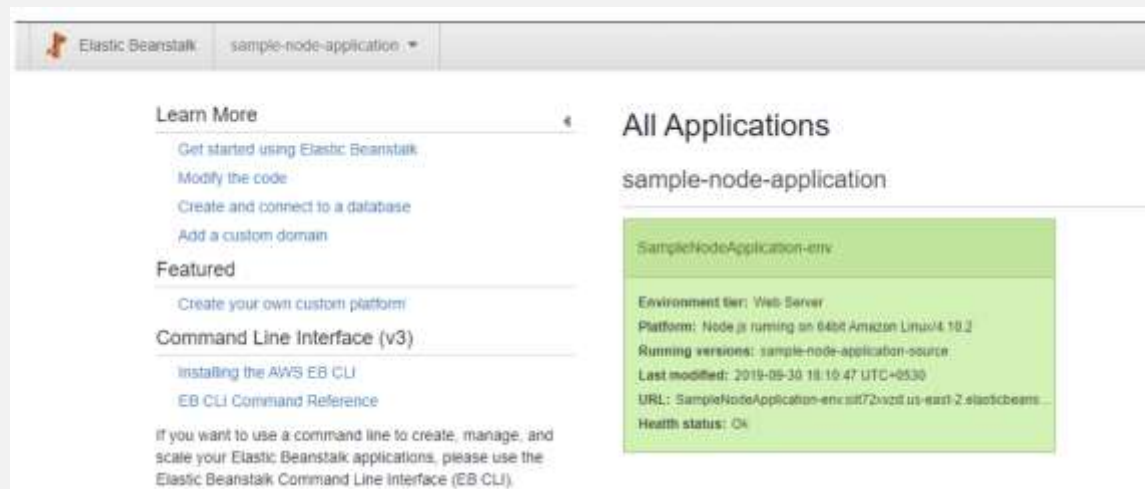 Elastic Beanstalk
sample-node-application
Learn More
Get started using Elastic Beanstalk
Modify the code
Create and connect to a database
Add a custom domain
Featured
Create your own custom platform
Command Line Interface (v3)
Installing the AWS EB CLI
EB CLI Command Reference
If you want to use a command line to create, manage, and
scale your Elastic Beanstalk applications, please use the
Elastic Beanstalk Command Line Interface (EB CLI).
All Applications
sample-node-application
SampleNodeApplication-env
Environment tier: Web Server
Platform: Node.js running on 64bit Amazon Linux/4.10.2
Running versions: sample-node-application-source
Last modified: 2019-09-30 18:10:47 UTC+0530
URL:
Health status: Ok